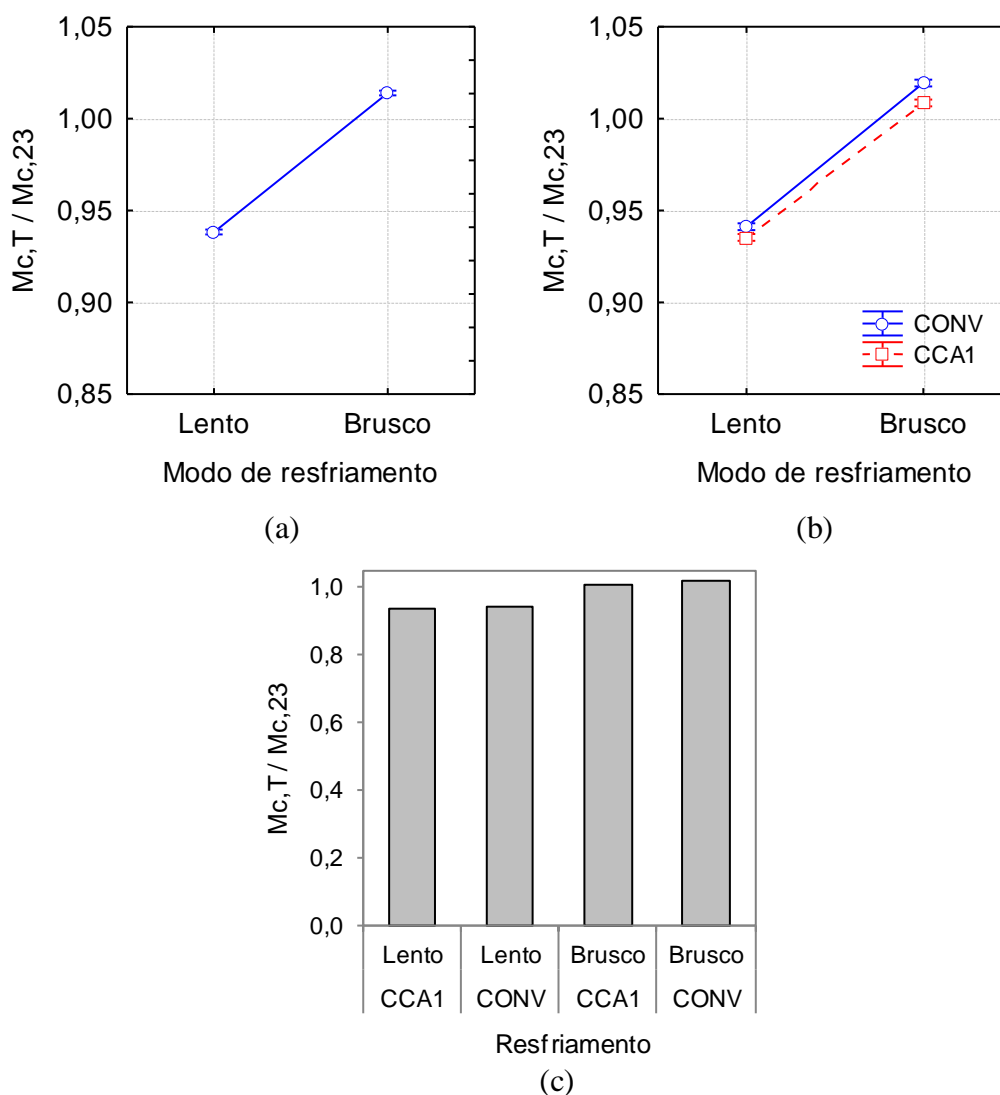 1,05
1,00
0,95
0,90
0,85
Mc,T / Mc,23
Lento Brusco
Modo de resfriamento
(a)
1,05
1,00
0,95
0,90
0,85
Mc,T / Mc,23
CONV
CCA1
Lento Brusco
Modo de resfriamento
(b)
1,0
0,8
0,6
0,4
0,2
0,0
Mc,T / Mc,23
Lento Lento Brusco Brusco
CCA1 CONV CCA1 CONV
Resfriamento
(c)